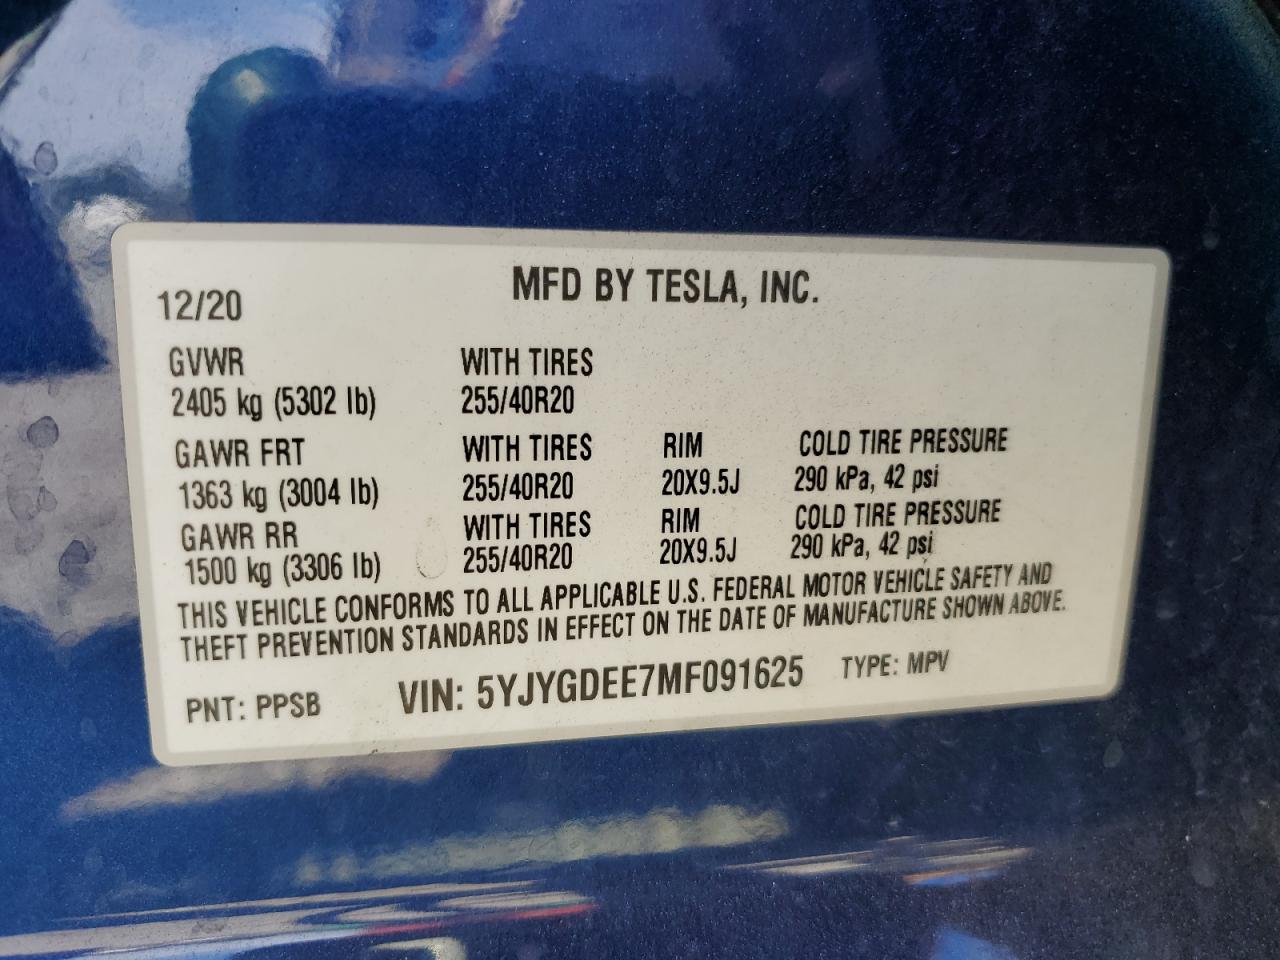 MFD BY TESLA, INC.
12/20
GVWR WITH TIRES
2405 kg (5302 lb) 255/40R20
GAWR FRT WITH TIRES RIM COLD TIRE PRESSURE
1363 kg (3004 lb) 255/40R20 20X9.5J 290 kPa, 42 psi
GAWR RR WITH TIRES RIM COLD TIRE PRESSURE
1500 kg (3306 lb) 255/40R20 20X9.5J 290 kPa, 42 psi
THIS VEHICLE CONFORMS TO ALL APPLICABLE U.S. FEDERAL MOTOR VEHICLE SAFETY AND
THEFT PREVENTION STANDARDS IN EFFECT ON THE DATE OF MANUFACTURE SHOWN ABOVE.
PNT: PPSB VIN: 5YJYGDEE7MF091625 TYPE: MPV